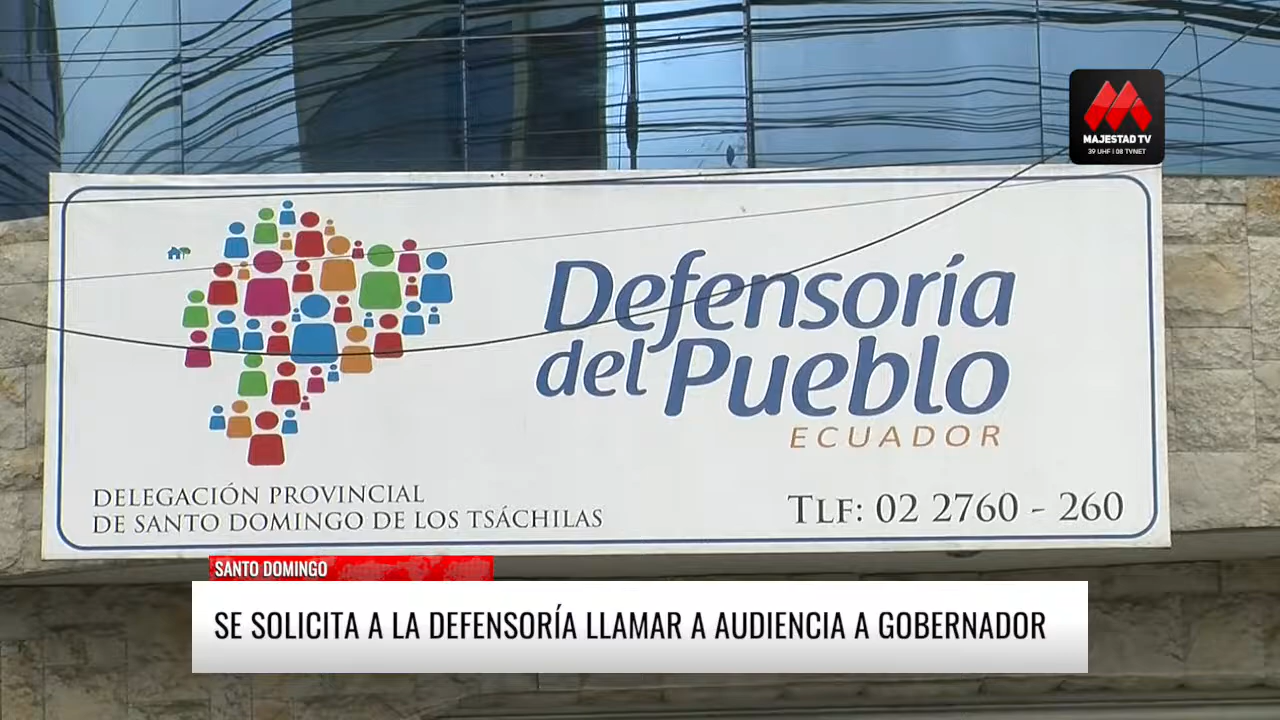 MAJESTAD TV
39 UHF | 08 TVNET
Defensoría
del Pueblo
ECUADOR
DELEGACIÓN PROVINCIAL
DE SANTO DOMINGO DE LOS TSÁCHILAS
TLF: 02 2760 - 260
SANTO DOMINGO
SE SOLICITA A LA DEFENSORÍA LLAMAR A AUDIENCIA A GOBERNADOR